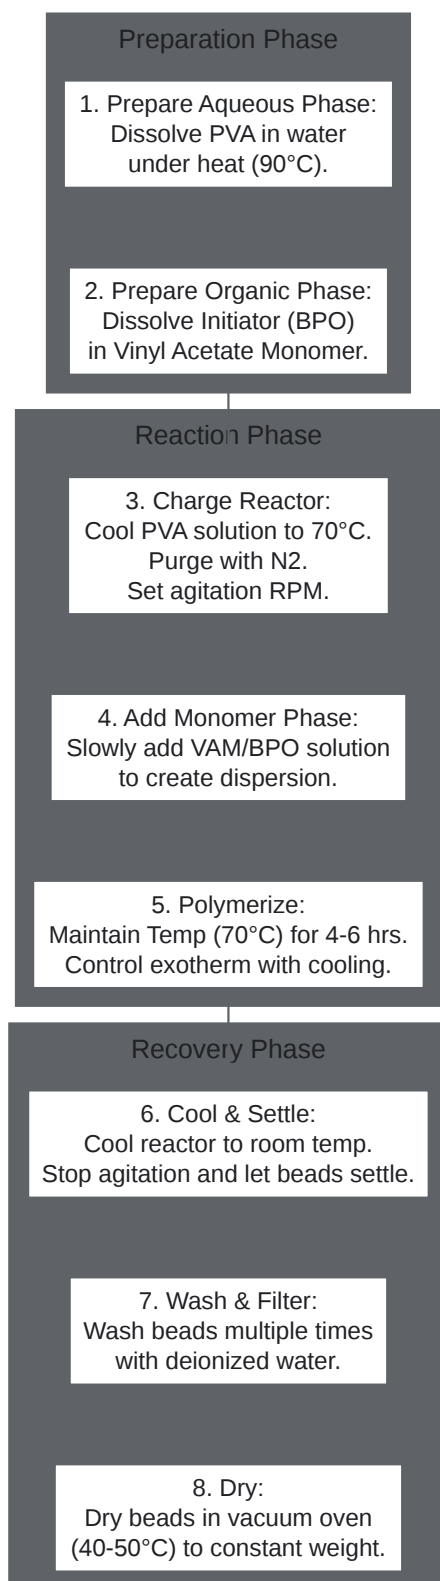 Preparation Phase
1. Prepare Aqueous Phase:
Dissolve PVA in water
under heat (90°C).
2. Prepare Organic Phase:
Dissolve Initiator (BPO)
in Vinyl Acetate Monomer.
Reaction Phase
3. Charge Reactor:
Cool PVA solution to 70°C.
Purge with N2.
Set agitation RPM.
4. Add Monomer Phase:
Slowly add VAM/BPO solution
to create dispersion.
5. Polymerize:
Maintain Temp (70°C) for 4-6 hrs.
Control exotherm with cooling.
Recovery Phase
6. Cool & Settle:
Cool reactor to room temp.
Stop agitation and let beads settle.
7. Wash & Filter:
Wash beads multiple times
with deionized water.
8. Dry:
Dry beads in vacuum oven
(40-50°C) to constant weight.